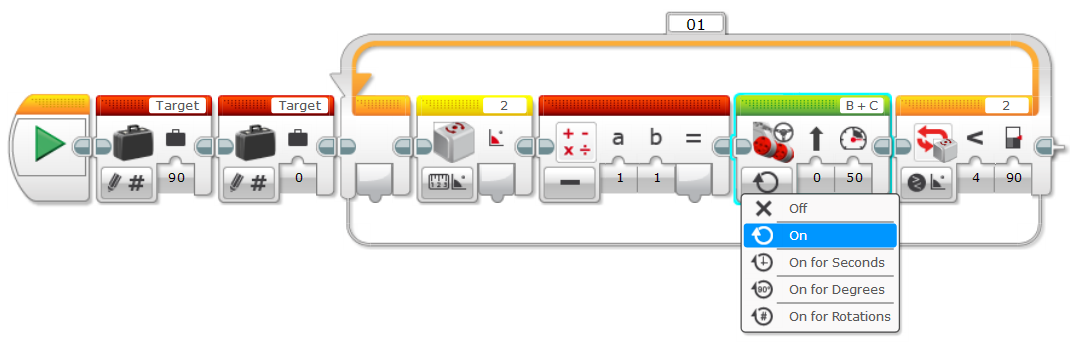 01
Target
Target
2
B + C
2
a b =
90
#
0
#
1 1
0 50
< 4 90
Off
On
On for Seconds
On for Degrees
On for Rotations